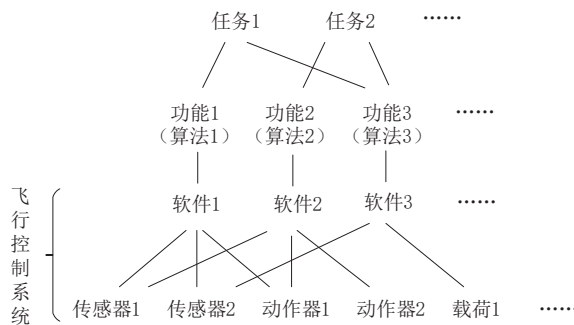 任务1 任务2 ……
功能1 功能2 功能3 ……
（算法1）（算法2）（算法3）
软件1 软件2 软件3 ……
飞行控制系统
传感器1 传感器2 动作器1 动作器2 载荷1 ……